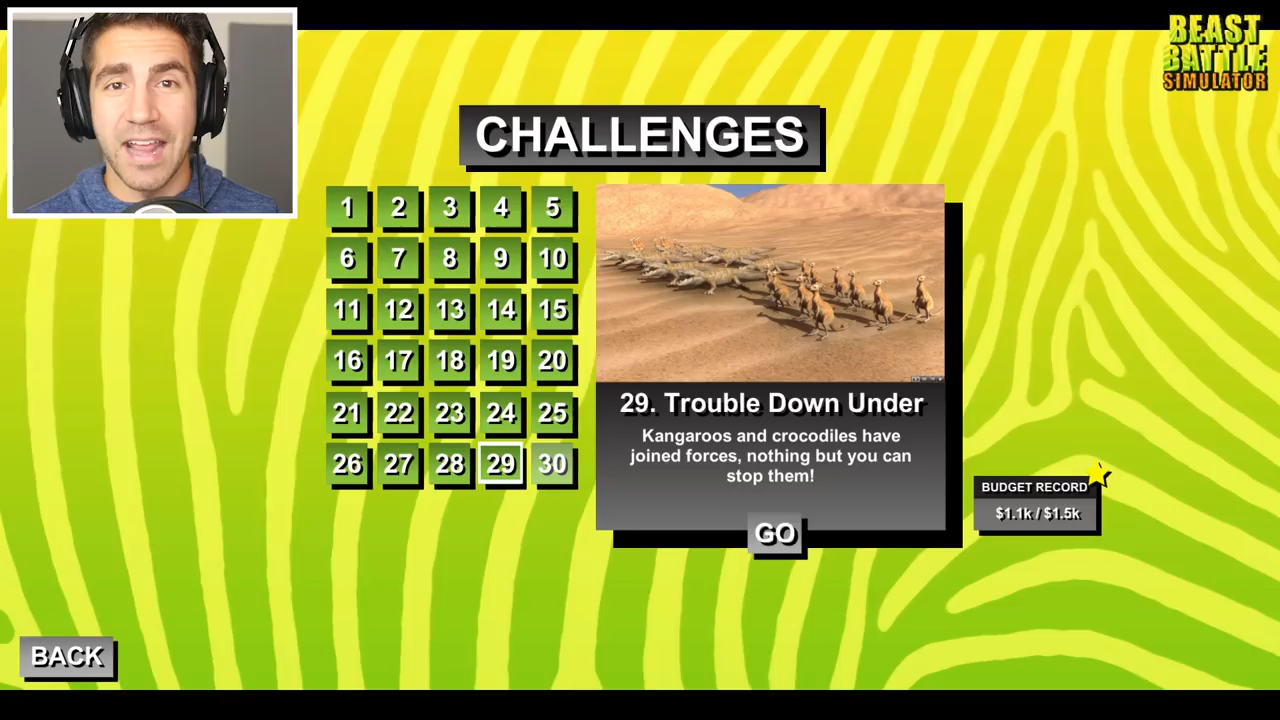 BEAST
BATTLE
SIMULATOR
CHALLENGES
1 2 3 4 5
6 7 8 9 10
11 12 13 14 15
16 17 18 19 20
21 22 23 24 25
26 27 28 29 30
29. Trouble Down Under
Kangaroos and crocodiles have
joined forces, nothing but you can
stop them!
GO
BUDGET RECORD
$1.1k / $1.5k
BACK